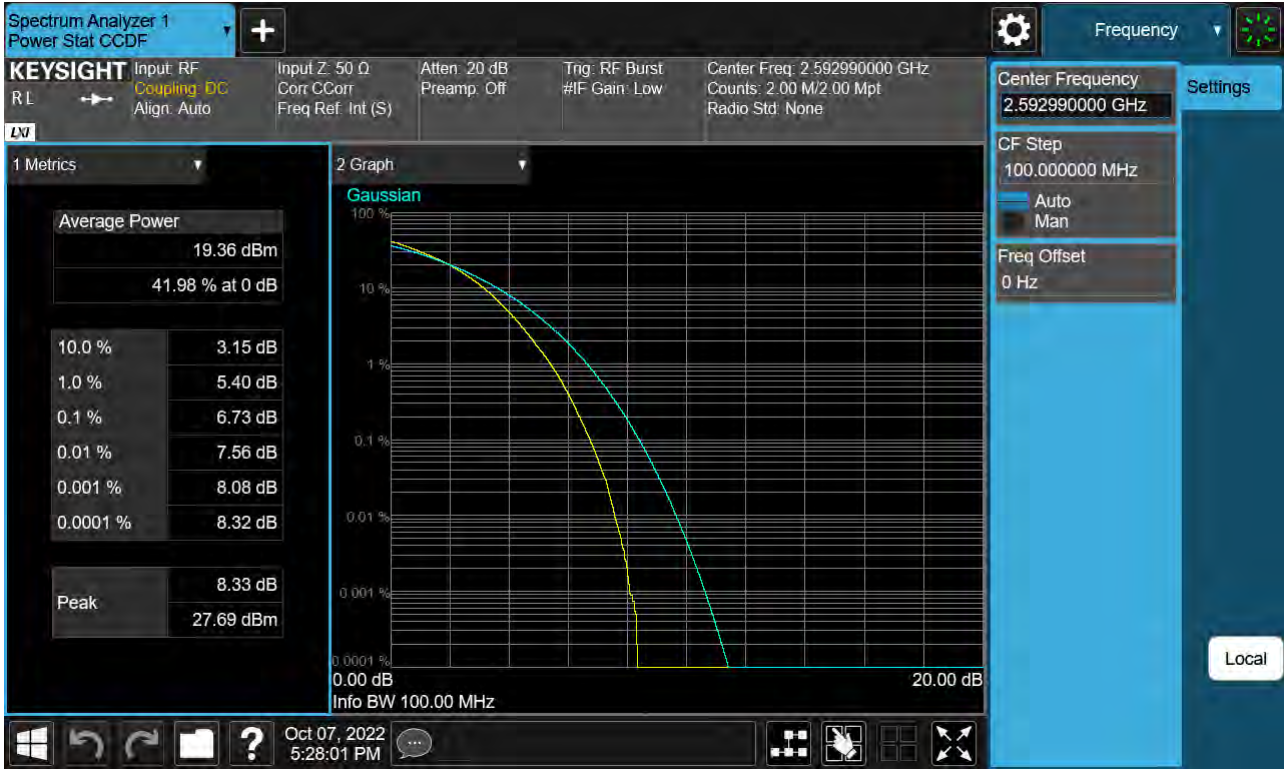 Spectrum Analyzer 1
Power Stat CCDF
+
Frequency
KEYSIGHT
RL
LXI
Input: RF
Coupling: DC
Align: Auto
Input Z: 50 Ω
Corr CCorr
Freq Ref: Int (S)
Atten: 20 dB
Preamp: Off
Trig: RF Burst
#IF Gain: Low
Center Freq: 2.592990000 GHz
Counts: 2.00 M/2.00 Mpt
Radio Std: None
1 Metrics
Average Power
19.36 dBm
41.98 % at 0 dB
10.0 % 3.15 dB
1.0 % 5.40 dB
0.1 % 6.73 dB
0.01 % 7.56 dB
0.001 % 8.08 dB
0.0001 % 8.32 dB
Peak
8.33 dB
27.69 dBm
2 Graph
Gaussian
100 %
10 %
1 %
0.1 %
0.01 %
0.001 %
0.0001 %
0.00 dB 20.00 dB
Info BW 100.00 MHz
Center Frequency
2.592990000 GHz
CF Step
100.000000 MHz
Auto
Man
Freq Offset
0 Hz
Settings
Local
?
Oct 07, 2022
5:28:01 PM